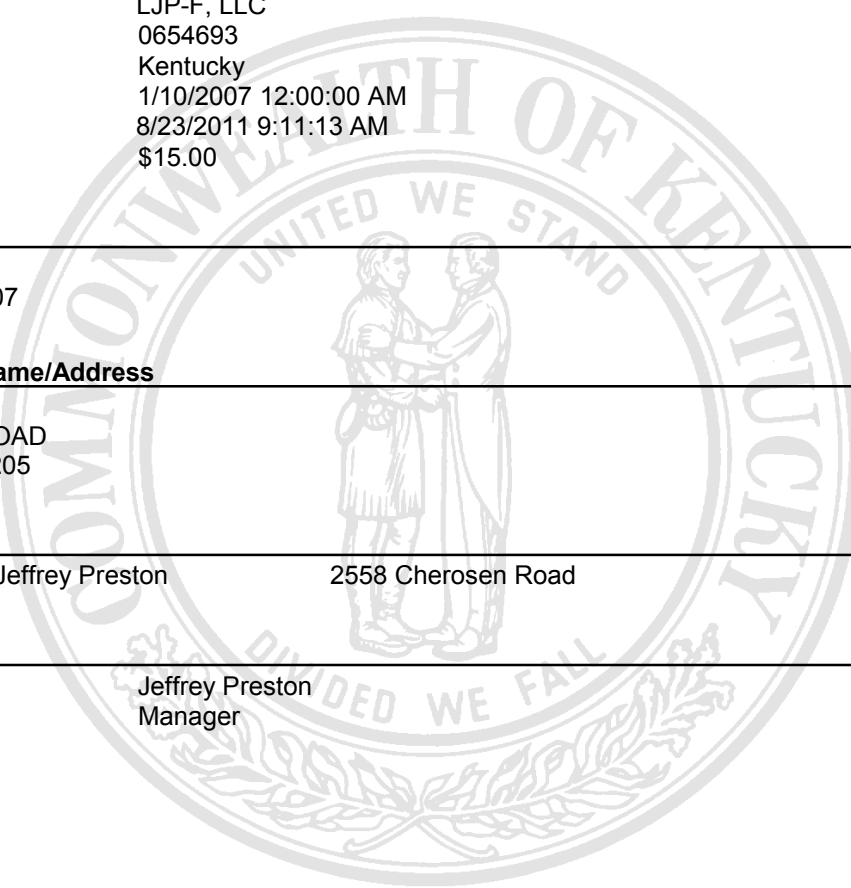 LJP-F, LLC
0654693
Kentucky
1/10/2007 12:00:00 AM
8/23/2011 9:11:13 AM
$15.00
07
ame/Address
OAD
205
Jeffrey Preston 2558 Cherosen Road
Jeffrey Preston
Manager
COMMONWEALTH OF KENTUCKY
UNITED WE STAND
DIVIDED WE FALL